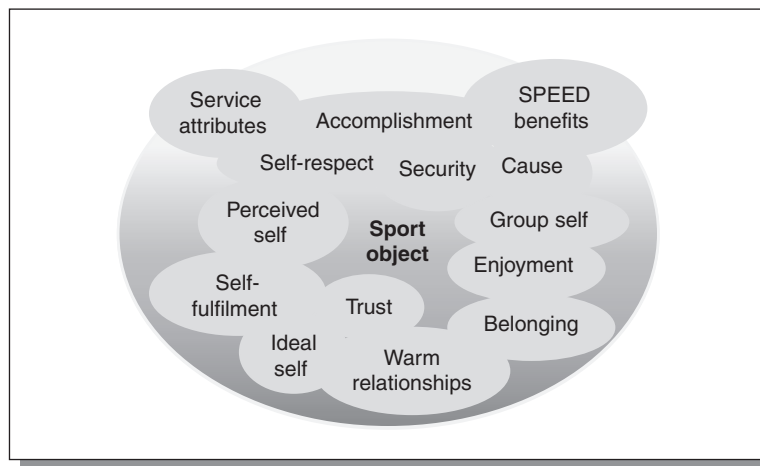 Service
attributes
Accomplishment
SPEED
benefits
Self-respect
Security
Cause
Perceived
self
Sport
object
Group self
Enjoyment
Self-
fulfilment
Trust
Belonging
Ideal
self
Warm
relationships